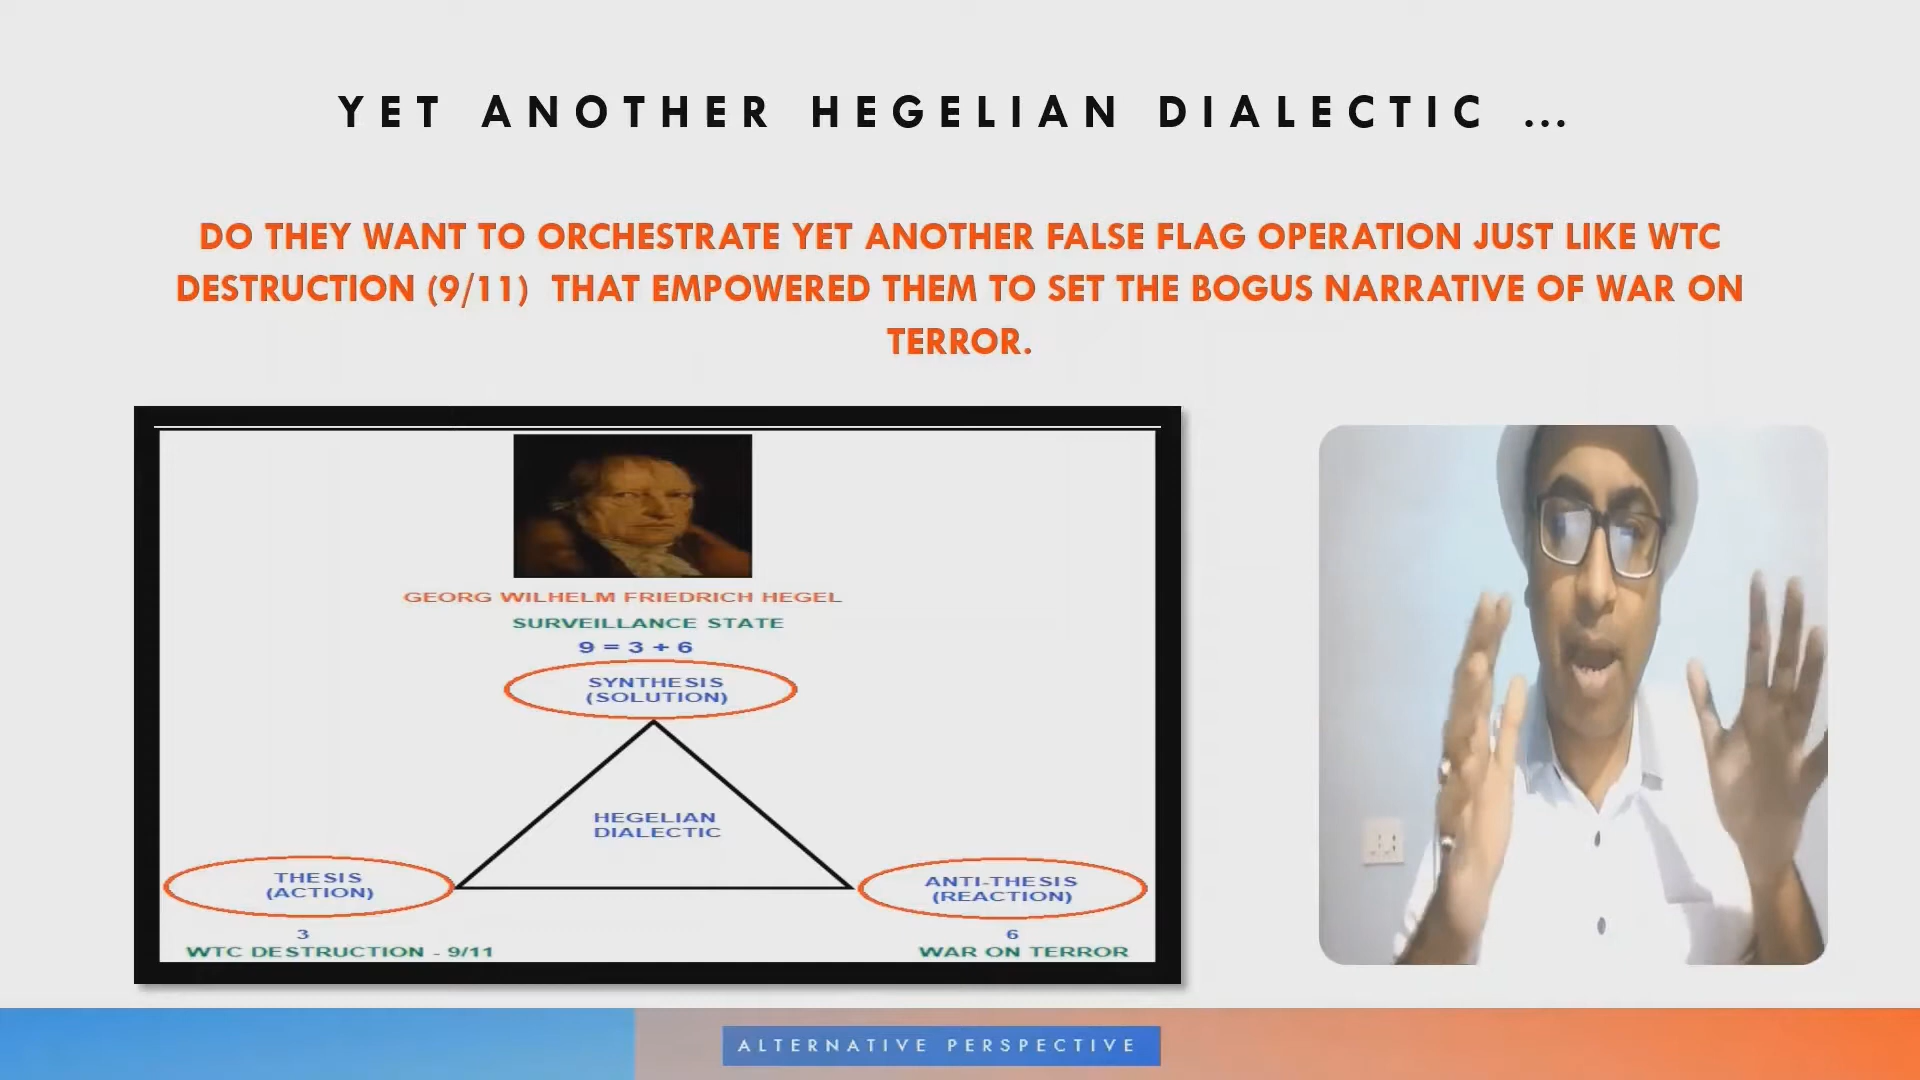 YET ANOTHER HEGELIAN DIALECTIC ...
DO THEY WANT TO ORCHESTRATE YET ANOTHER FALSE FLAG OPERATION JUST LIKE WTC
DESTRUCTION (9/11) THAT EMPOWERED THEM TO SET THE BOGUS NARRATIVE OF WAR ON
TERROR.
GEORG WILHELM FRIEDRICH HEGEL
SURVEILLANCE STATE
9 = 3 + 6
SYNTHESIS
(SOLUTION)
HEGELIAN
DIALECTIC
THESIS
(ACTION)
3
WTC DESTRUCTION - 9/11
ANTI-THESIS
(REACTION)
6
WAR ON TERROR
ALTERNATIVE PERSPECTIVE